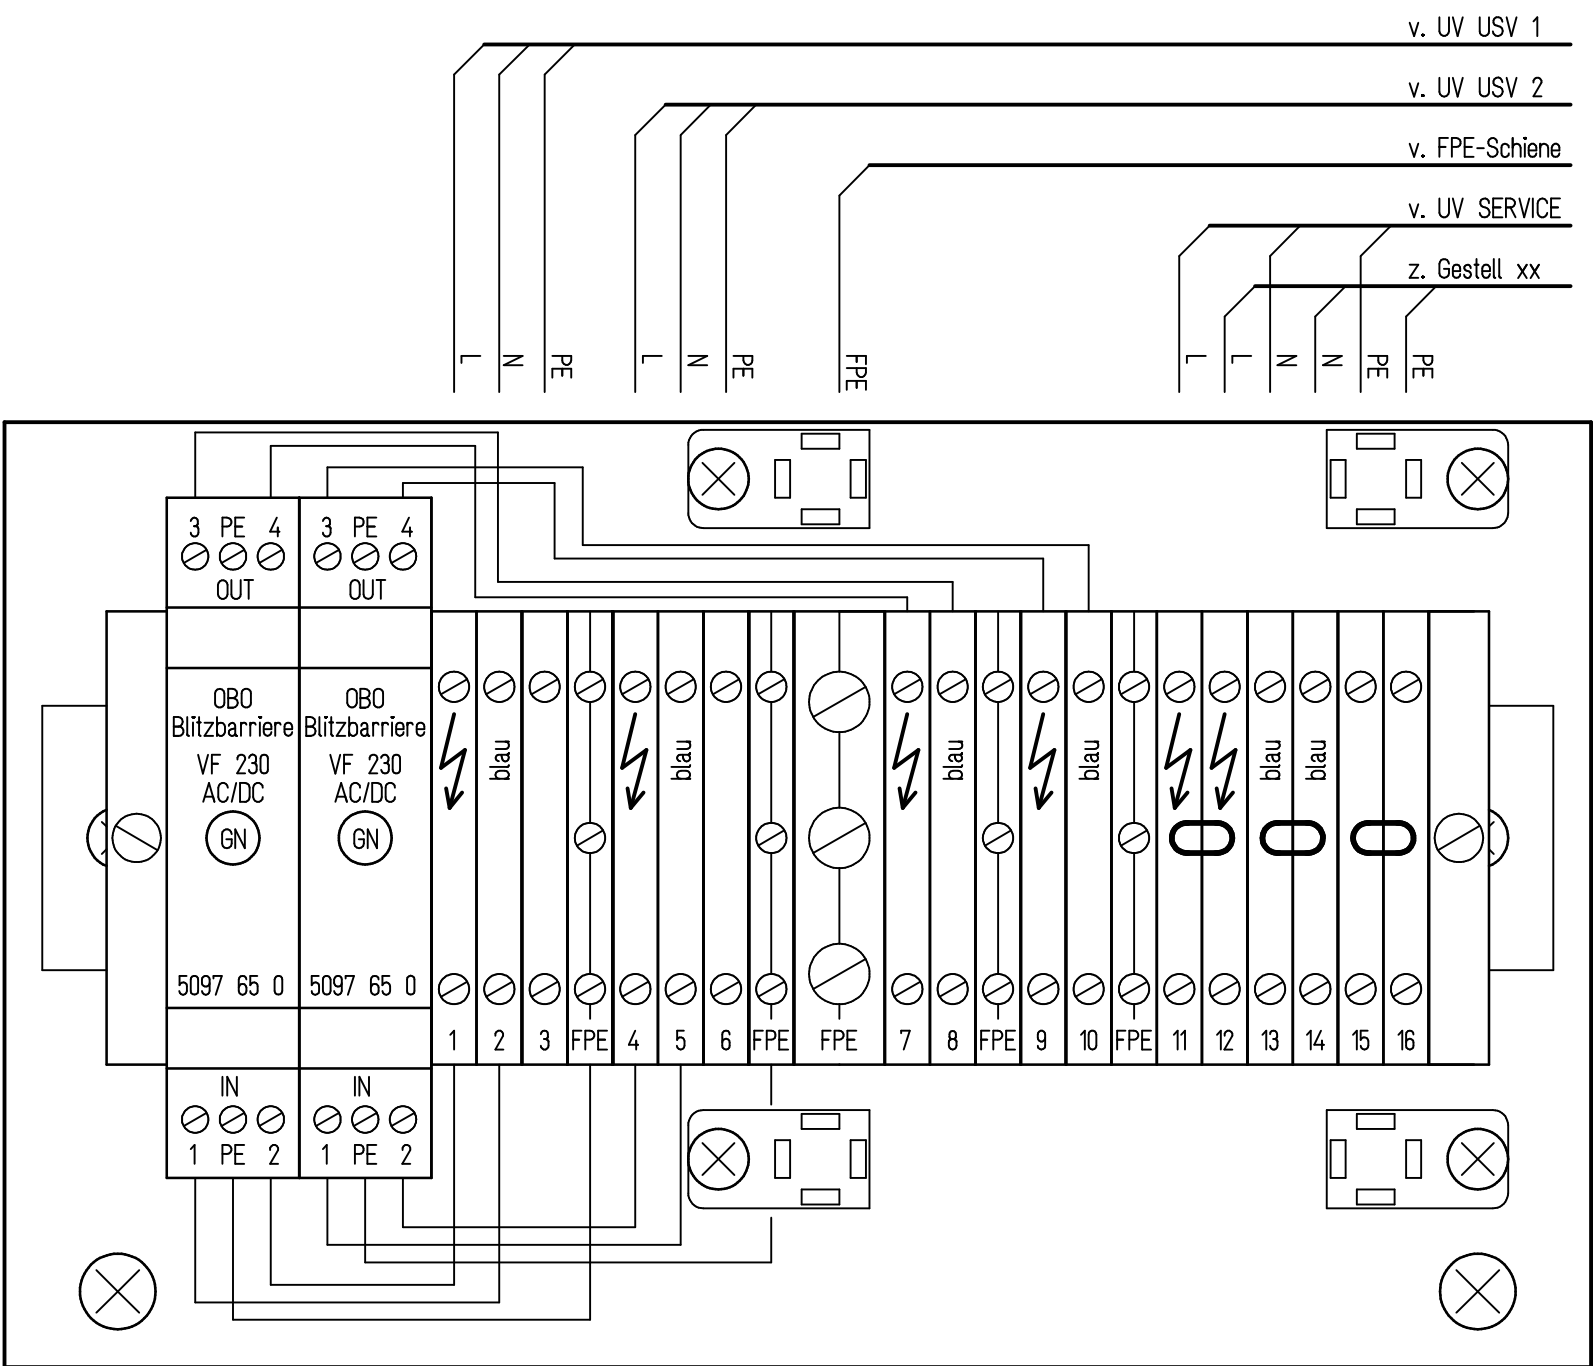 v. UV USV 1
v. UV USV 2
v. FPE-Schiene
v. UV SERVICE
z. Gestell xx
L N PE L N PE FPE L L N N PE PE
3 PE 4 3 PE 4
OUT OUT
OBO OBO
Blitzbarriere Blitzbarriere
VF 230 VF 230
AC/DC AC/DC
blau blau blau blau blau blau
GN GN
5097 65 0 5097 65 0
1 2 3 FPE 4 5 6 FPE FPE 7 8 FPE 9 10 FPE 11 12 13 14 15 16
IN IN
1 PE 2 1 PE 2